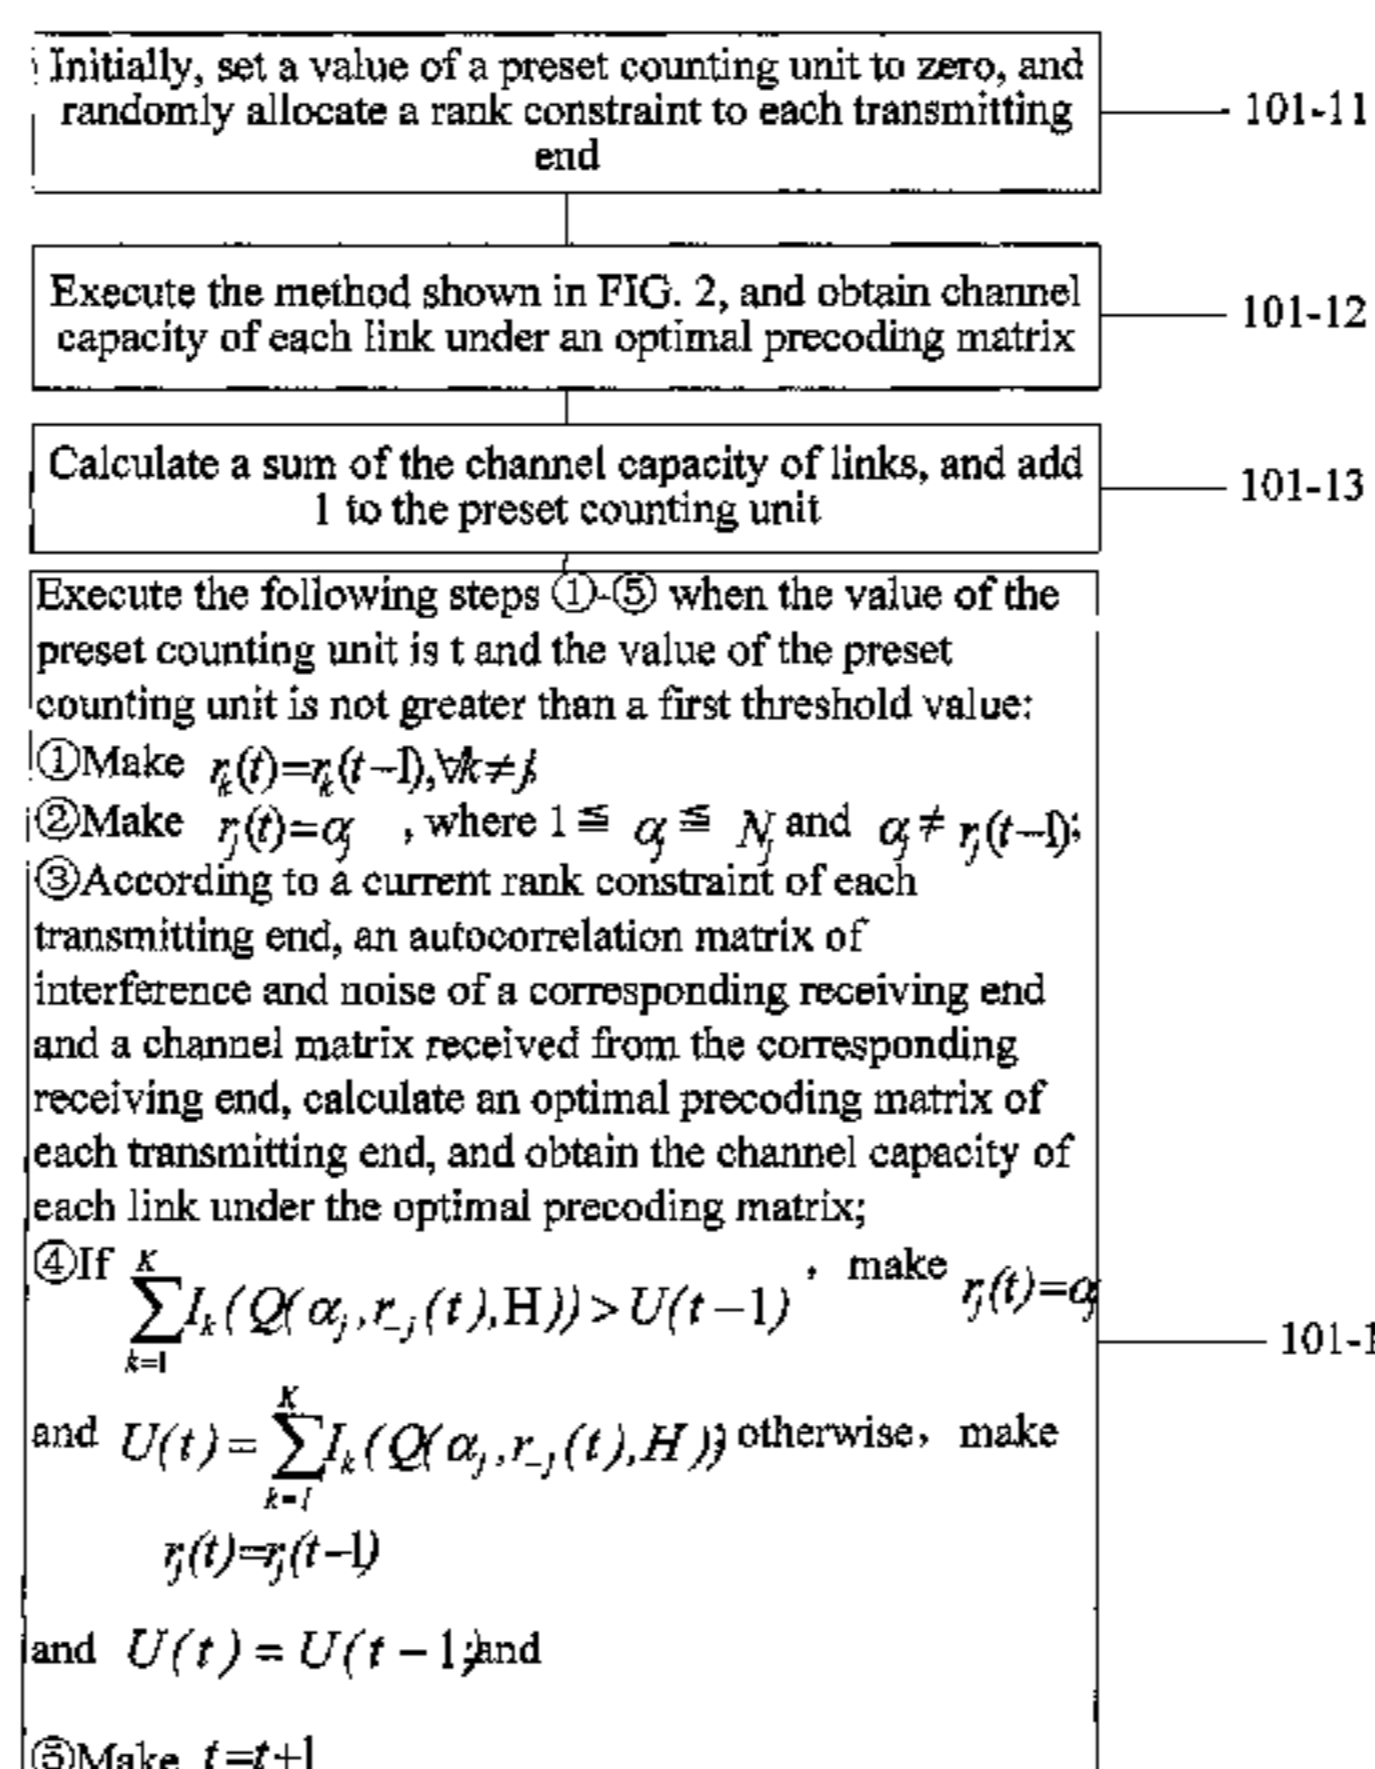 Initially, set a value of a preset counting unit to zero, and
randomly allocate a rank constraint to each transmitting
end
101-11
Execute the method shown in FIG. 2, and obtain channel
capacity of each link under an optimal precoding matrix
101-12
Calculate a sum of the channel capacity of links, and add
1 to the preset counting unit
101-13
Execute the following steps ①-⑤ when the value of the
preset counting unit is t and the value of the preset
counting unit is not greater than a first threshold value:
①Make r_k(t)=r_k(t−1),∀k≠j;
②Make r_j(t)=α_j , where 1≦ α_j ≦ N_j and α_j≠r_j(t−1);
③According to a current rank constraint of each
transmitting end, an autocorrelation matrix of
interference and noise of a corresponding receiving end
and a channel matrix received from the corresponding
receiving end, calculate an optimal precoding matrix of
each transmitting end, and obtain the channel capacity of
each link under the optimal precoding matrix;
④If ∑_{k=1}^{K} I_k(Q(α_j,r_{-j}(t),H))>U(t−1) , make r_j(t)=α_j
101-1
and U(t)=∑_{k=1}^{K} I_k(Q(α_j,r_{-j}(t),H)); otherwise, make
r_j(t)=r_j(t−1)
and U(t)=U(t−1);and
⑤Make t=t+1